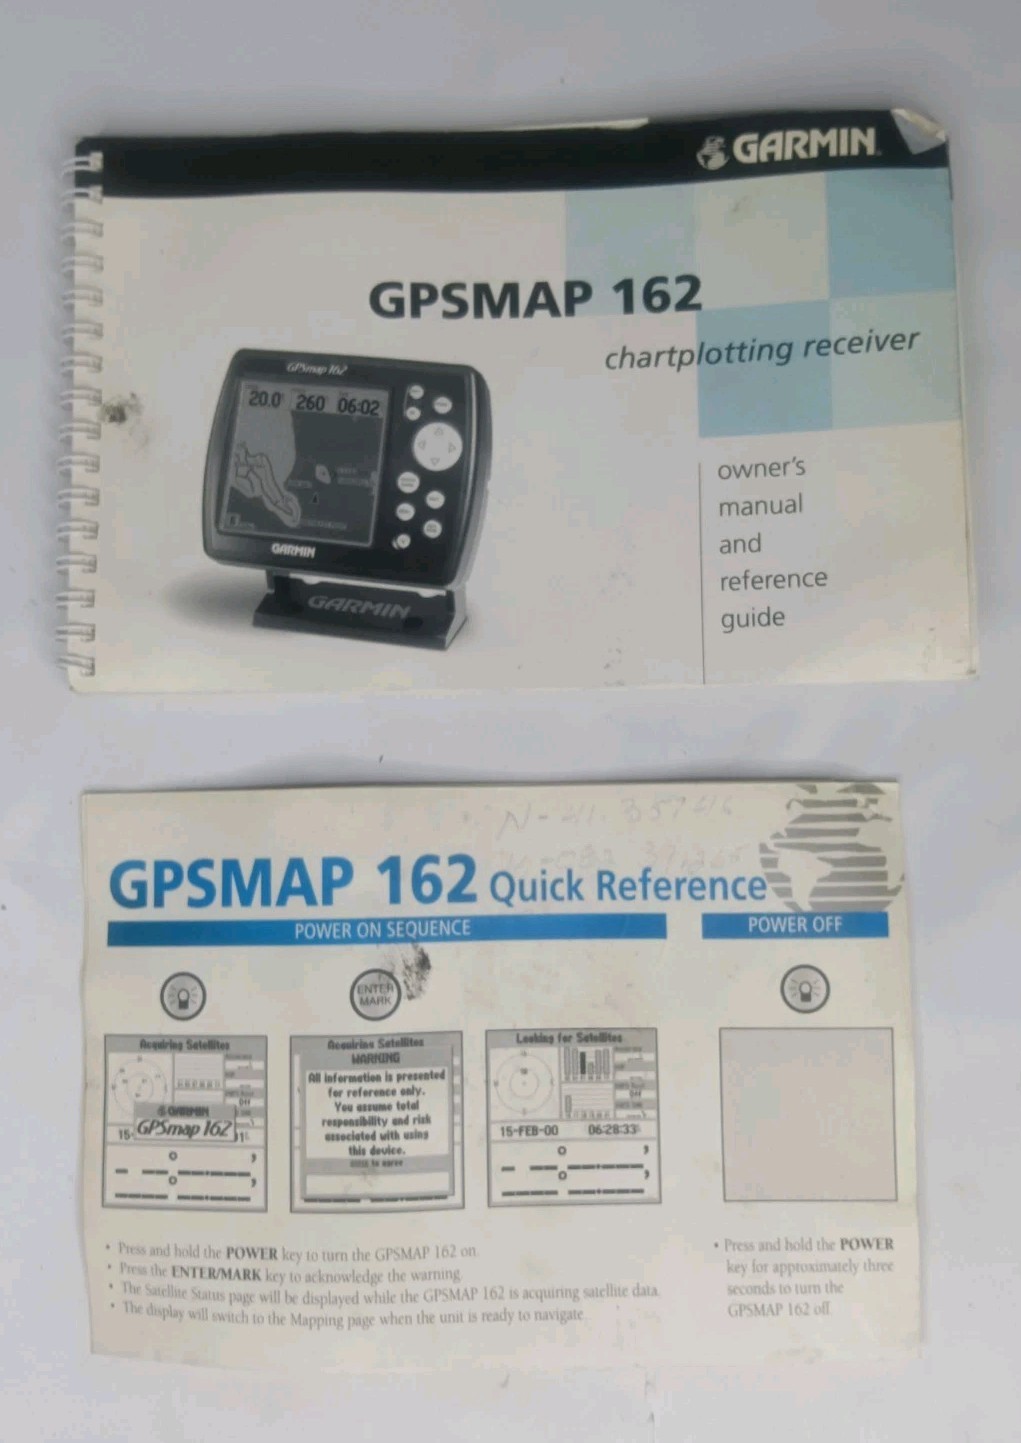 GARMIN
GPSMAP 162
chartplotting receiver
GPSmap 162
20.0 260° 06:02
GARMIN
GARMIN
owner's
manual
and
reference
guide
GPSMAP 162 Quick Reference
POWER ON SEQUENCE
POWER OFF
ENTER
MARK
Acquiring Satellites
GARMIN
GPSmap 162
Acquiring Satellites
WARNING
All information is presented
for reference only.
You assume total
responsibility and risk
associated with using
this device.
Looking for Satellites
Off
15-FEB-00 06:28:33
• Press and hold the POWER key to turn the GPSMAP 162 on.
• Press the ENTER/MARK key to acknowledge the warning.
• The Satellite Status page will be displayed while the GPSMAP 162 is acquiring satellite data.
• The display will switch to the Mapping page when the unit is ready to navigate.
• Press and hold the POWER
key for approximately three
seconds to turn the
GPSMAP 162 off.